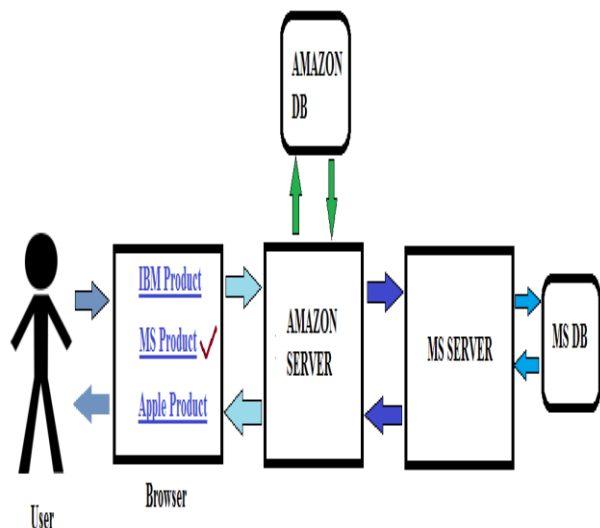 AMAZON
DB
IBM Product
MS Product
Apple Product
AMAZON
SERVER
MS SERVER
MS DB
Browser
User